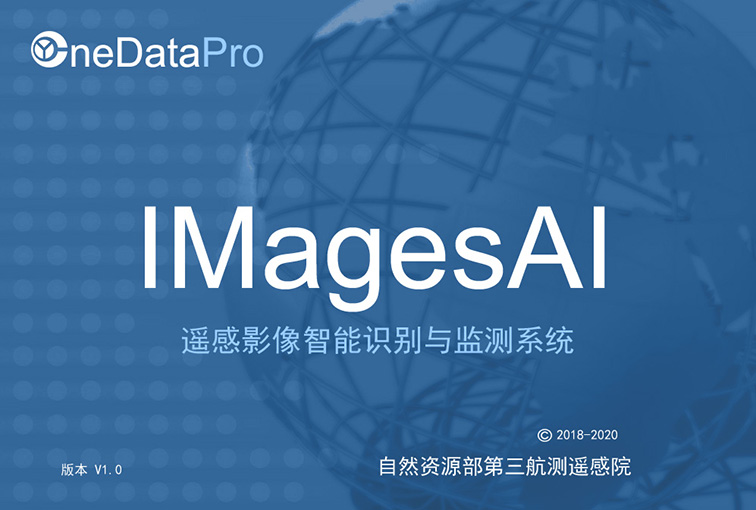 OneDataPro
IMagesAI
遥感影像智能识别与监测系统
© 2018-2020
版本 V1.0
自然资源部第三航测遥感院